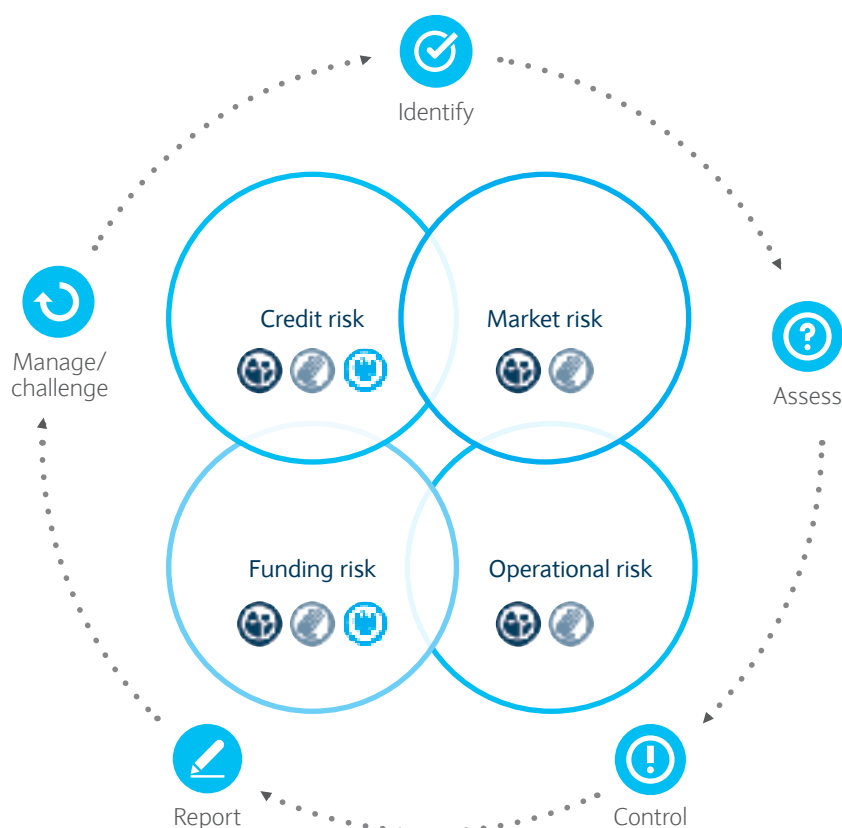 Identify
Credit risk
Market risk
Manage/
challenge
Assess
Funding risk
Operational risk
Report
Control